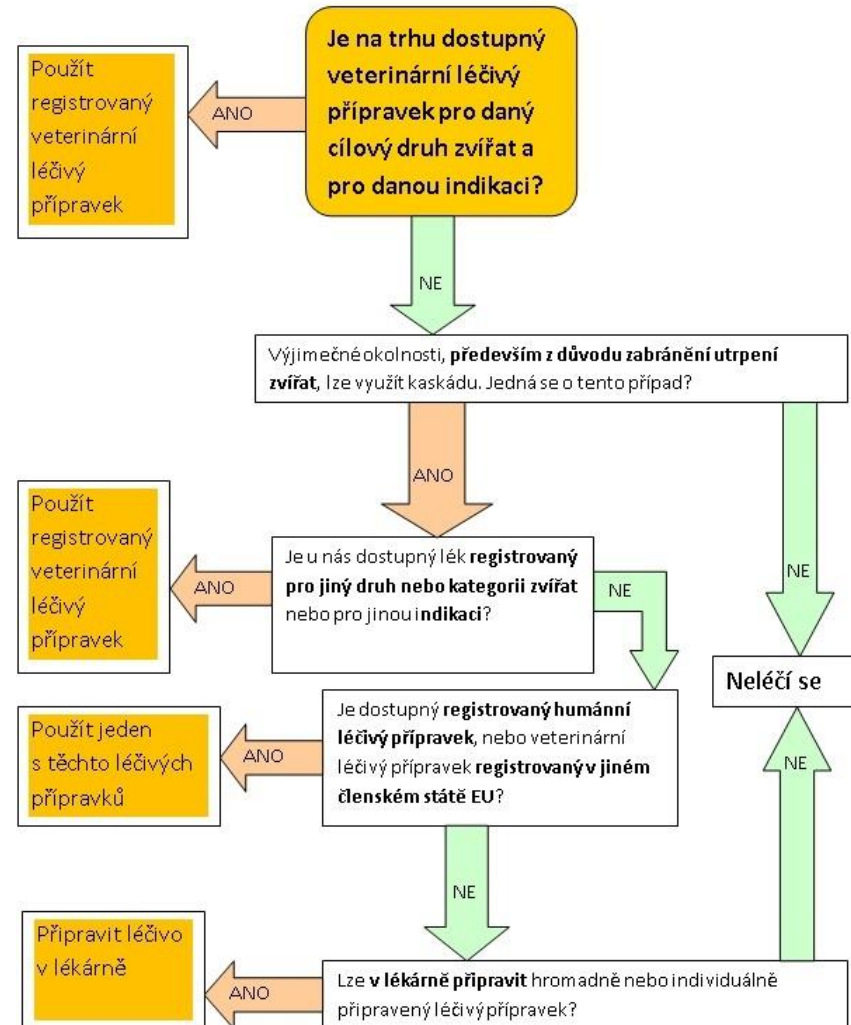 Je na trhu dostupný
veterinární léčivý
přípravek pro daný
cílový druh zvířat a
pro danou indikaci?
ANO
Použít
registrovaný
veterinární
léčivý
přípravek
NE
Výjimečné okolnosti, především z důvodu zabránění utrpení
zvířat, lze využít kaskádu. Jedná se o tento případ?
ANO
NE
Je u nás dostupný lék registrovaný
pro jiný druh nebo kategorii zvířat
nebo pro jinou indikaci?
ANO
Použít
registrovaný
veterinární
léčivý
přípravek
NE
Neléčí se
Je dostupný registrovaný humánní
léčivý přípravek, nebo veterinární
léčivý přípravek registrovaný v jiném
členském státě EU?
ANO
Použít jeden
s těchto léčivých
přípravků
NE
NE
Lze v lékárně připravit hromadně nebo individuálně
připravený léčivý přípravek?
ANO
Připravit léčivo
v lékárně